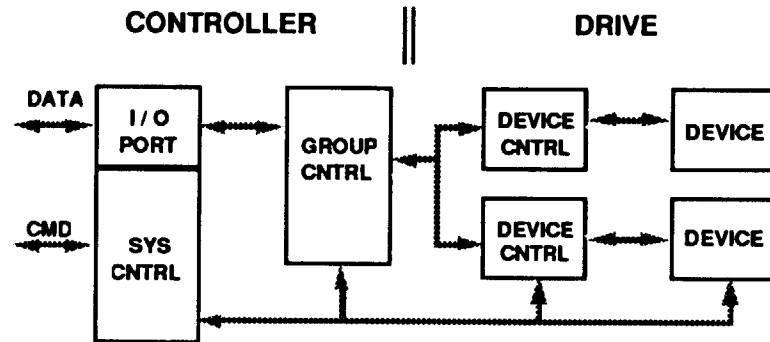 CONTROLLER
DRIVE
DATA
I / O
PORT
GROUP
CNTRL
DEVICE
CNTRL
DEVICE
CMD
SYS
CNTRL
DEVICE
CNTRL
DEVICE